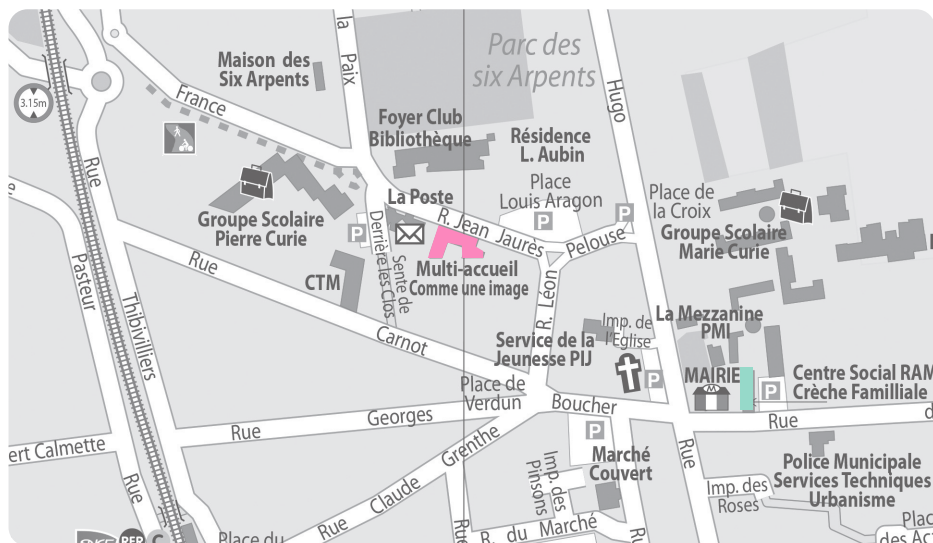 la
Paix
Parc des
six Arpents
Hugo
Maison des
Six Arpents
3.15m
France
Foyer Club
Bibliothèque
Résidence
L. Aubin
Rue
Place
Louis Aragon
P
P
Place de
la Croix
La Poste
Groupe Scolaire
Pierre Curie
P
R. Jean Jaurès
Pelouse
Groupe Scolaire
Marie Curie
Derrière les Clos
Sente de
Rue
Multi-accueil
Comme une image
CTM
Pasteur
Thibivilliers
R. Léon
Carnot
Imp. de
l'Eglise
La Mezzanine
PMI
Service de la
Jeunesse PIJ
P
MAIRIE
M
P
Centre Social RAM
Crèche Familliale
Place de
Verdun
Boucher
Rue
Georges
Rue
P
Grenthe
Rue
ert Calmette
Marché
Couvert
Imp. des
Pinsons
Police Municipale
Services Techniques
Urbanisme
Imp. des
Roses
Rue
Rue Claude
R. du Marché
Rue
Ru
Plac
des Ac
Place du
SNCF RER C